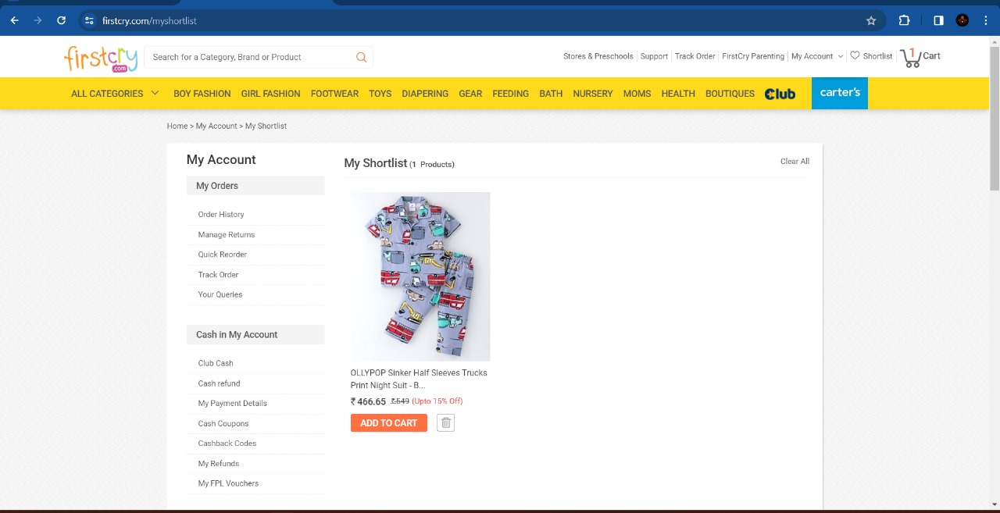 firstcry.com/myshortlist
firstcry
.com
Search for a Category, Brand or Product
Stores & Preschools Support Track Order FirstCry Parenting My Account Shortlist 1 Cart
ALL CATEGORIES BOY FASHION GIRL FASHION FOOTWEAR TOYS DIAPERING GEAR FEEDING BATH NURSERY MOMS HEALTH BOUTIQUES Club carter's
Home > My Account > My Shortlist
My Account
My Orders
Order History
Manage Returns
Quick Reorder
Track Order
Your Queries
Cash in My Account
Club Cash
Cash refund
My Payment Details
Cash Coupons
Cashback Codes
My Refunds
My FPL Vouchers
My Shortlist (1 Products)
Clear All
OLLYPOP Sinker Half Sleeves Trucks
Print Night Suit - B...
₹ 466.65 ₹ 549 (Upto 15% Off)
ADD TO CART